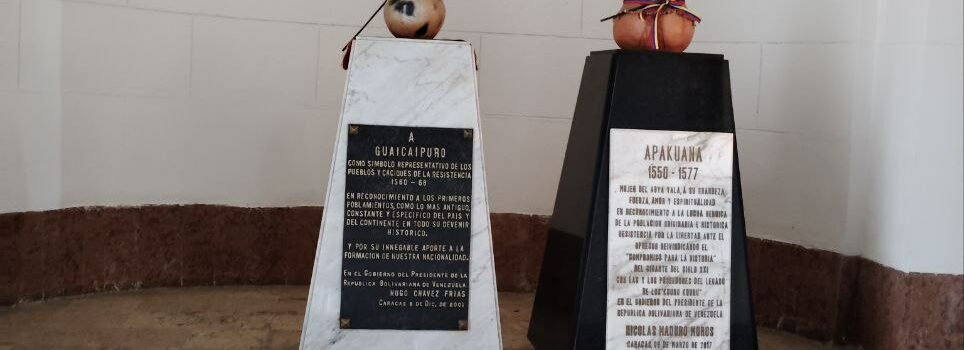 A
GUAICAIPURO
COMO SIMBOLO REPRESENTATIVO DE LOS
PUEBLOS Y CACIQUES DE LA RESISTENCIA
1560 - 68
EN RECONOCIMIENTO A LOS PRIMEROS
POBLAMIENTOS, COMO LO MAS ANTIGUO,
CONSTANTE Y ESPECIFICO DEL PAIS Y
DEL CONTINENTE EN TODO SU DEVENIR
HISTORICO.
Y POR SU INNEGABLE APORTE A LA
FORMACION DE NUESTRA NACIONALIDAD.
EN EL GOBIERNO DEL PRESIDENTE DE LA
REPUBLICA BOLIVARIANA DE VENEZUELA.
HUGO CHAVEZ FRIAS
CARACAS 8 DIC. DE 2001
APAKUANA
1550 - 1577
MUJER DEL ABYA YALA, A SU GRANDEZA,
FUERZA, AMOR Y ESPIRITUALIDAD
EN RECONOCIMIENTO A LA LUCHA HEROICA
DE LA POBLACION ORIGINARIA E HISTORICA
RESISTENCIA POR LA LIBERTAD ANTE EL
OPRESOR REIVINDICANDO EL
"COMPROMISO PARA LA HISTORIA"
DEL GIGANTE DEL SIGLO XXI
CON LAS Y LOS PORTADORES DEL LEGADO
DE LOS
EN EL GOBIERNO DEL PRESIDENTE DE LA
REPUBLICA BOLIVARIANA DE VENEZUELA
NICOLAS MADURO MOROS
CARACAS, DE MARZO DE 2017